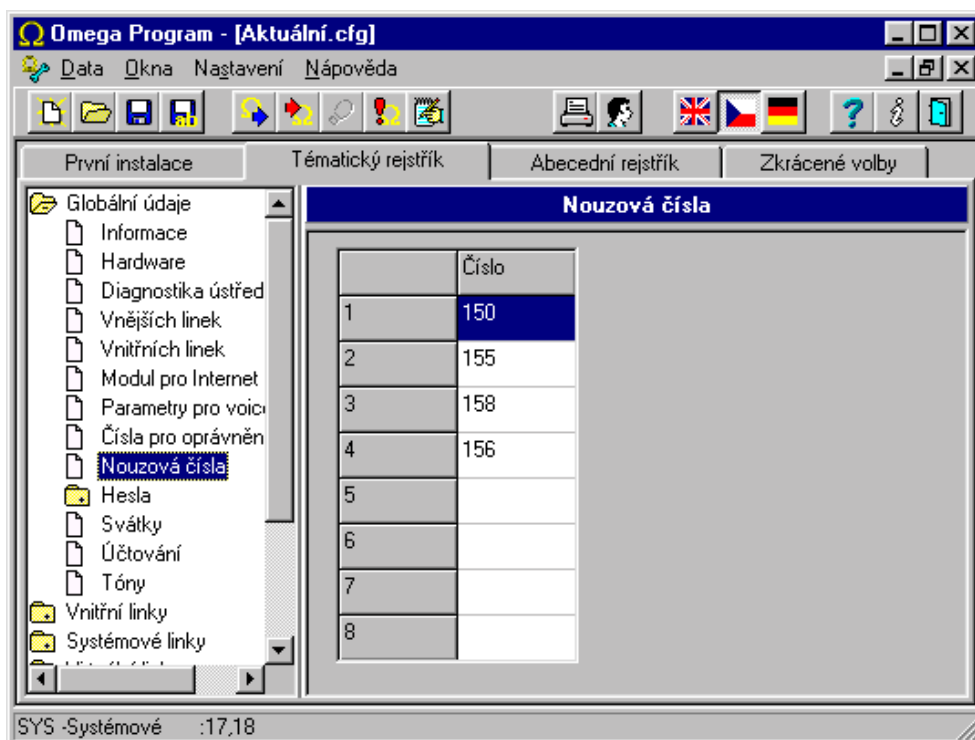 Omega Program - [Aktuální.cfg]
Data Okna Nastavení Nápověda
První instalace Tématický rejstřík Abecední rejstřík Zkrácené volby
Globální údaje
Informace
Hardware
Diagnostika ústřed
Vnějších linek
Vnitřních linek
Modul pro Internet
Parametry pro voic
Čísla pro oprávněn
Nouzová čísla
Hesla
Svátky
Účtování
Tóny
Vnitřní linky
Systémové linky
Nouzová čísla
Číslo
1 150
2 155
3 158
4 156
5
6
7
8
SYS -Systémové :17,18